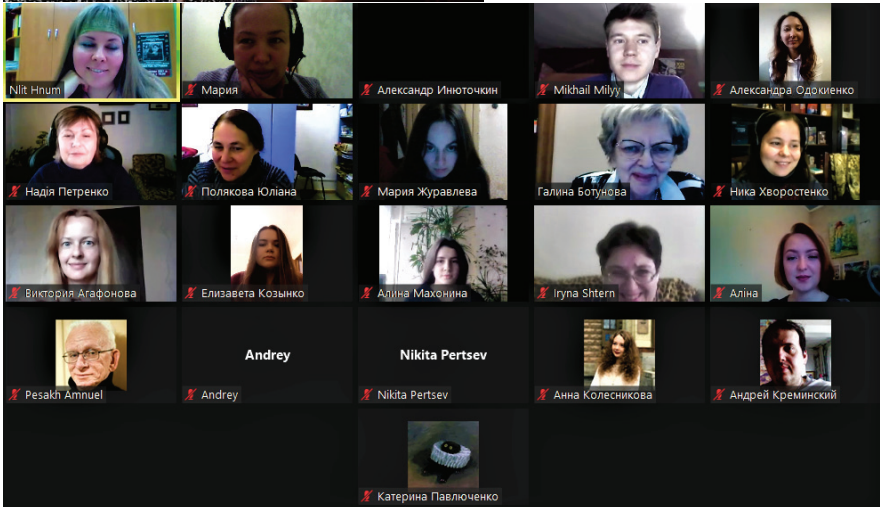 Nlit Hnum
Мария
Александр Инюточкин
Mikhail Milyy
Александра Одокиенко
Надія Петренко
Полякова Юліана
Мария Журавлева
Галина Ботунова
Ника Хворостенко
Виктория Агафонова
Елизавета Козынко
Алина Махонина
Iryna Shtern
Аліна
Pesakh Amnuel
Andrey
Andrey
Nikita Pertsev
Nikita Pertsev
Анна Колесникова
Андрей Креминский
Катерина Павлюченко